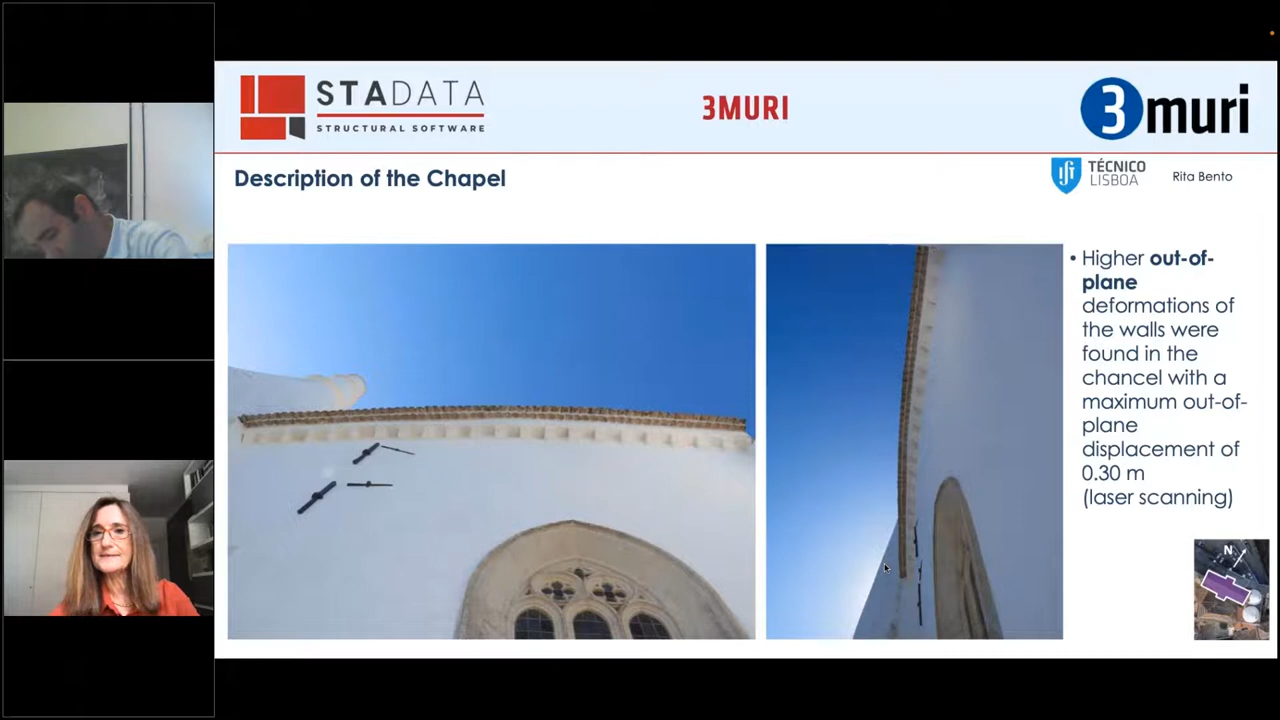 STADATA
STRUCTURAL SOFTWARE
3MURI
3muri
Description of the Chapel
TÉCNICO
LISBOA
Rita Bento
• Higher out-of-
plane
deformations of
the walls were
found in the
chancel with a
maximum out-of-
plane
displacement of
0.30 m
(laser scanning)
N